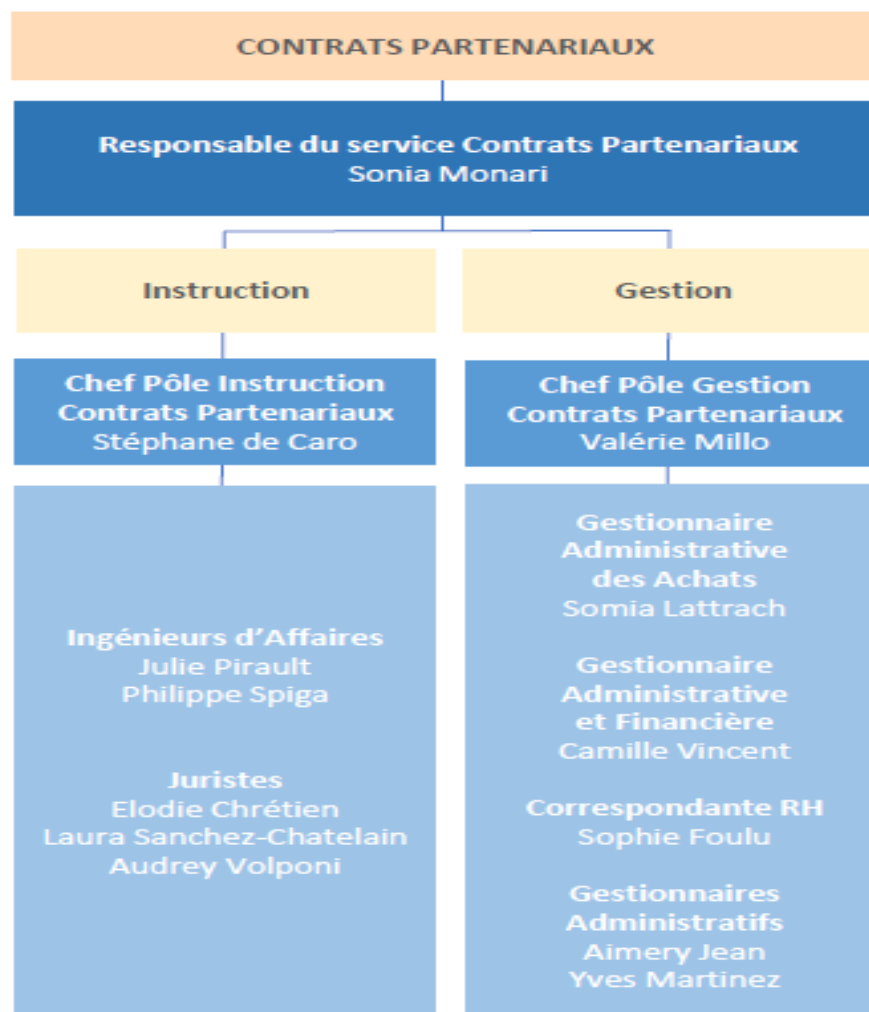 CONTRATS PARTENARIAUX
Responsable du service Contrats Partenariaux
Sonia Monari
Instruction
Gestion
Chef Pôle Instruction
Contrats Partenariaux
Stéphane de Caro
Chef Pôle Gestion
Contrats Partenariaux
Valérie Millo
Ingénieurs d'Affaires
Julie Pirault
Philippe Spiga
Juristes
Elodie Chrétien
Laura Sanchez-Chatelain
Audrey Volponi
Gestionnaire
Administrative
des Achats
Somia Lattrach
Gestionnaire
Administrative
et Financière
Camille Vincent
Correspondante RH
Sophie Foulu
Gestionnaires
Administratifs
Aimery Jean
Yves Martinez